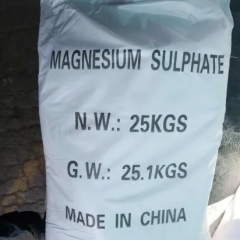 MAGNESIUM SULPHATE
N.W.: 25KGS
G.W.: 25.1KGS
MADE IN CHINA